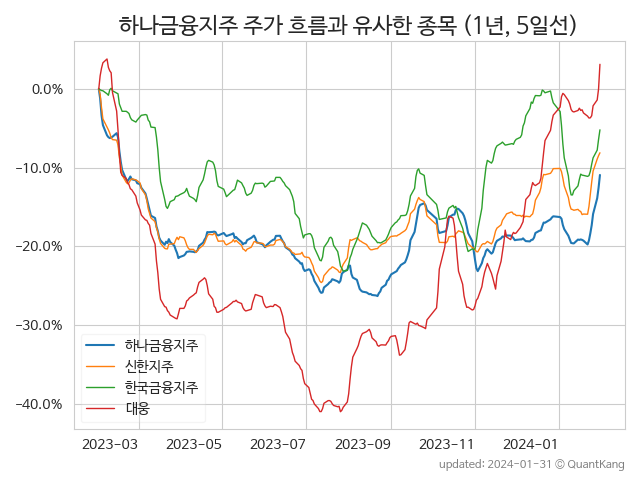 하나금융지주 주가 흐름과 유사한 종목 (1년, 5일선)
0.0%
−10.0%
−20.0%
−30.0%
−40.0%
하나금융지주
신한지주
한국금융지주
대웅
2023-03 2023-05 2023-07 2023-09 2023-11 2024-01
updated: 2024-01-31 © QuantKang